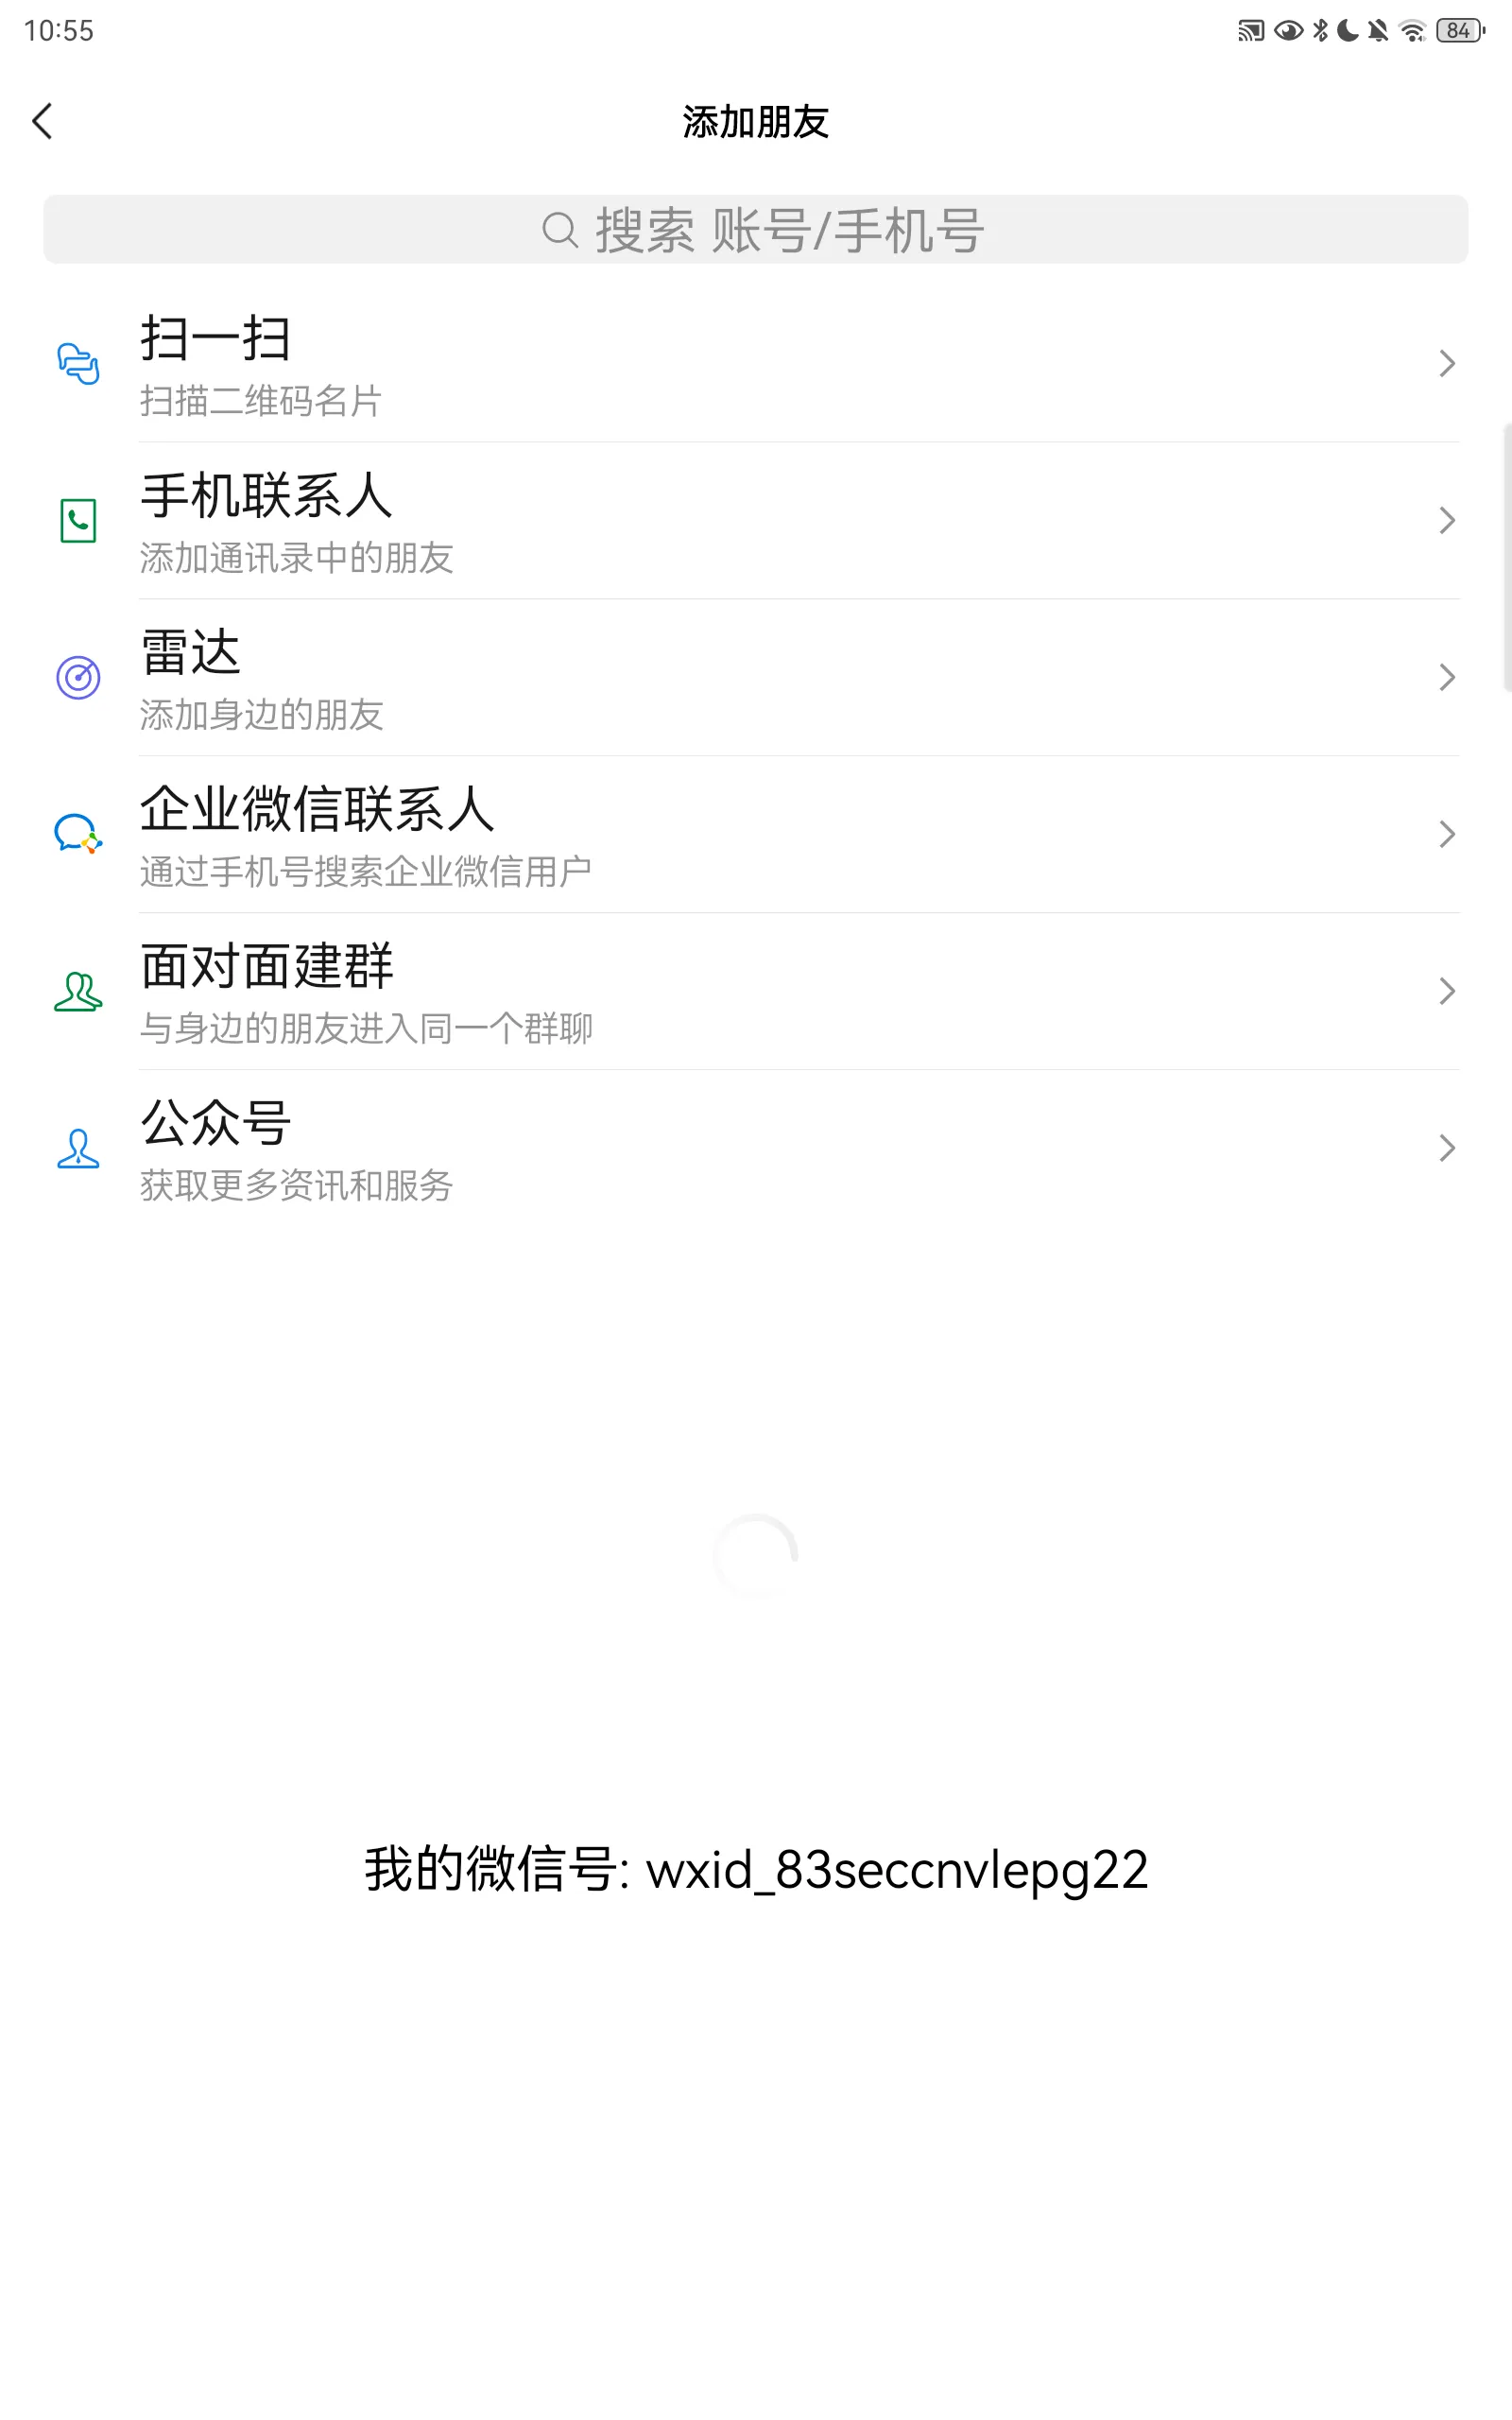 10:55
84
添加朋友
搜索 账号/手机号
扫一扫
扫描二维码名片
手机联系人
添加通讯录中的朋友
雷达
添加身边的朋友
企业微信联系人
通过手机号搜索企业微信用户
面对面建群
与身边的朋友进入同一个群聊
公众号
获取更多资讯和服务
我的微信号: wxid_83seccnvlepg22